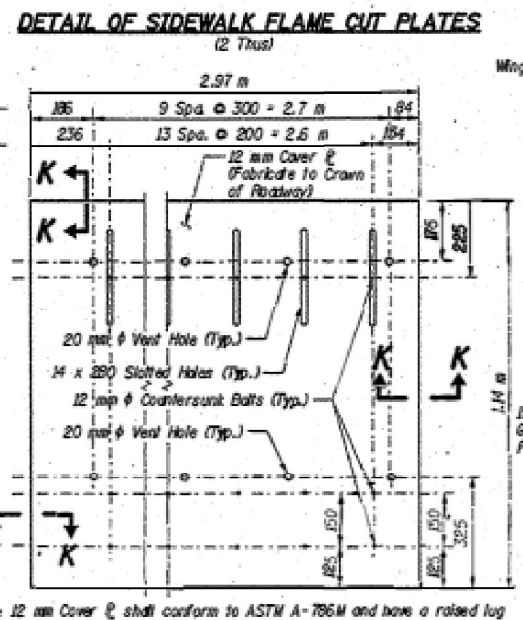 DETAIL OF SIDEWALK FLAME CUT PLATES
(2 Thus)
Wing
2.97 m
186 9 Spa. @ 300 = 2.7 m 84
236 13 Spa. @ 200 = 2.6 m 184
12 mm Cover ℄
(Fabricate to Crown
of Roadway)
K
K
175
225
20 mm ϕ Vent Hole (Typ.)
14 x 280 Slotted Holes (Typ.)
K K
12 mm ϕ Countersunk Bolts (Typ.)
1.14 m
20 mm ϕ Vent Hole (Typ.)
150 150
325
K
125 125
12 mm Cover ℄ shall conform to ASTM A-786M and have a raised lug